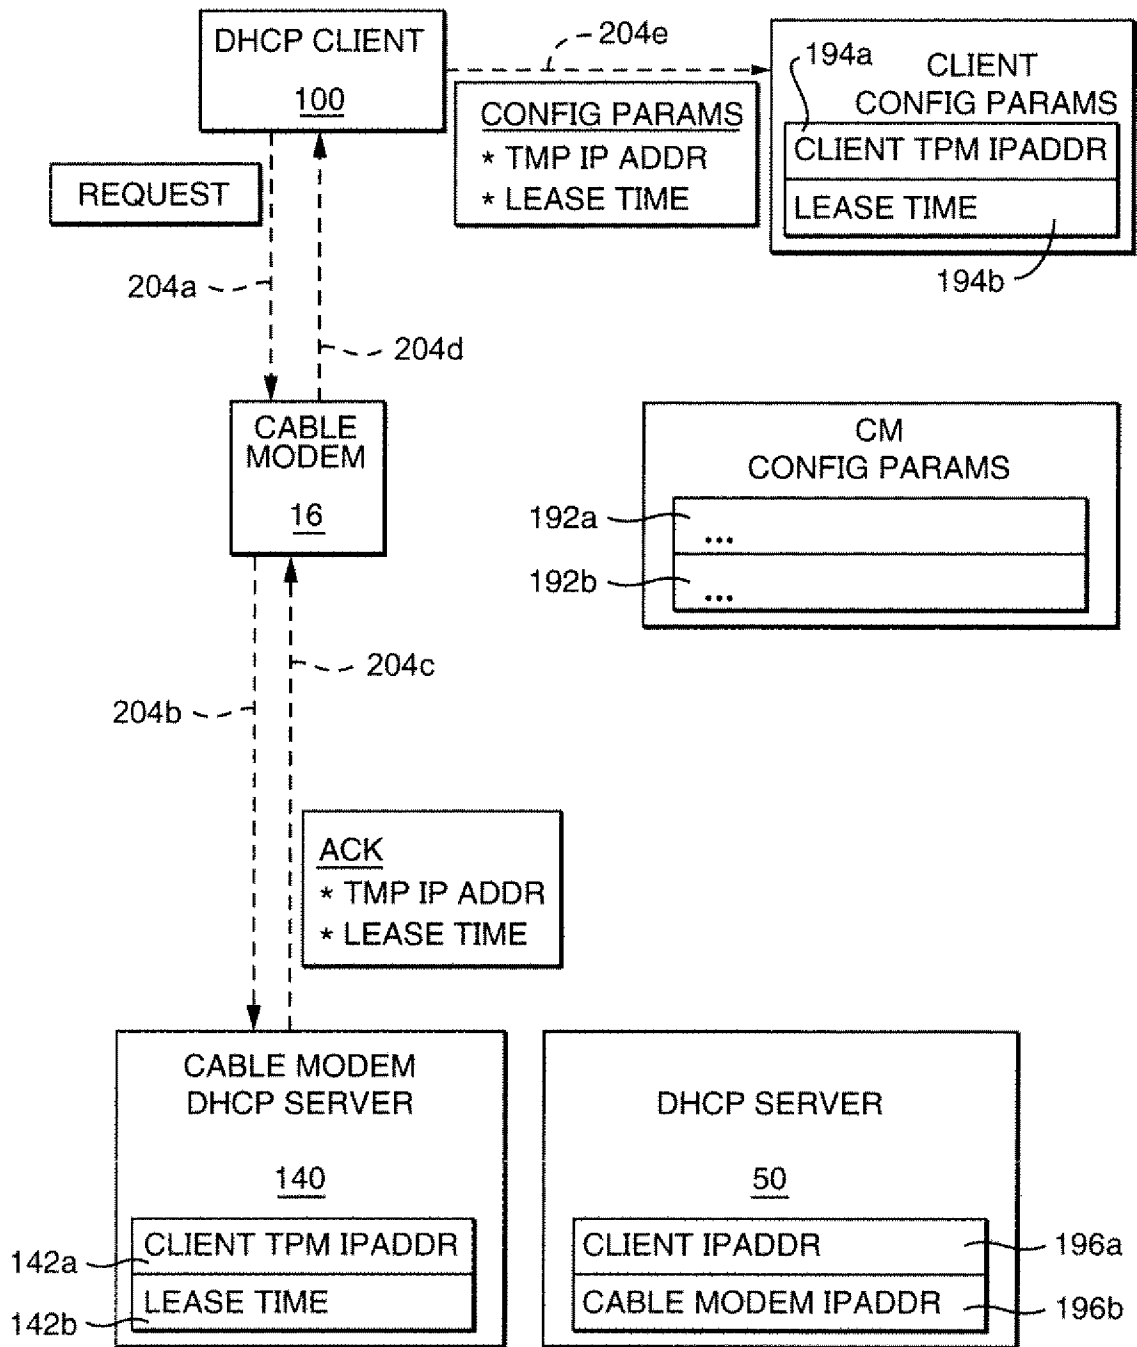 DHCP CLIENT
100
204e
CONFIG PARAMS
* TMP IP ADDR
* LEASE TIME
194a
CLIENT
CONFIG PARAMS
CLIENT TPM IPADDR
LEASE TIME
194b
REQUEST
204a
204d
CABLE
MODEM
16
CM
CONFIG PARAMS
192a
...
192b
...
204c
204b
ACK
* TMP IP ADDR
* LEASE TIME
CABLE MODEM
DHCP SERVER
140
142a
CLIENT TPM IPADDR
142b
LEASE TIME
DHCP SERVER
50
CLIENT IPADDR
196a
CABLE MODEM IPADDR
196b